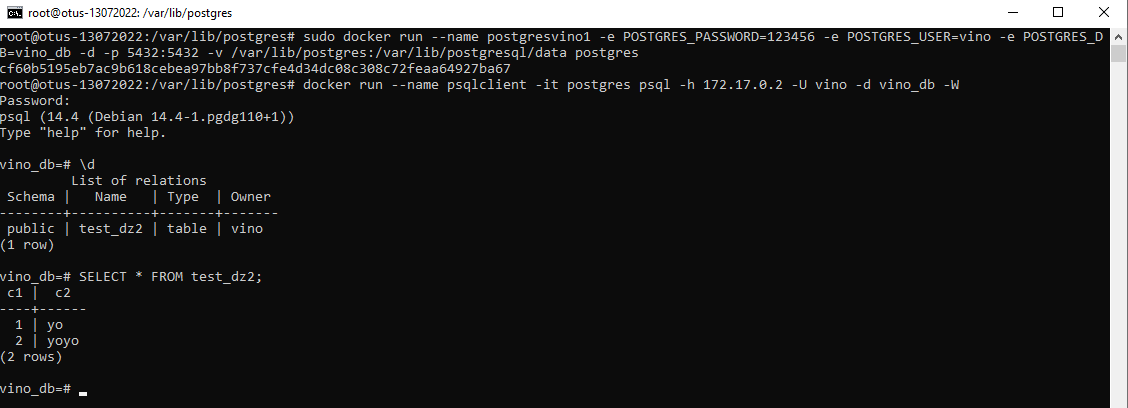 root@otus-13072022: /var/lib/postgres
root@otus-13072022:/var/lib/postgres# sudo docker run --name postgresvino1 -e POSTGRES_PASSWORD=123456 -e POSTGRES_USER=vino -e POSTGRES_D
B=vino_db -d -p 5432:5432 -v /var/lib/postgres:/var/lib/postgresql/data postgres
cf60b5195eb7ac9b618cebea97bb8f737cfe4d34dc08c308c72feaa64927ba67
root@otus-13072022:/var/lib/postgres# docker run --name psqlclient -it postgres psql -h 172.17.0.2 -U vino -d vino_db -W
Password:
psql (14.4 (Debian 14.4-1.pgdg110+1))
Type "help" for help.
vino_db=# \d
List of relations
Schema |   Name   | Type  | Owner
--------+----------+-------+-------
public | test_dz2 | table | vino
(1 row)
vino_db=# SELECT * FROM test_dz2;
c1 |  c2
----+------
1 | yo
2 | yoyo
(2 rows)
vino_db=#